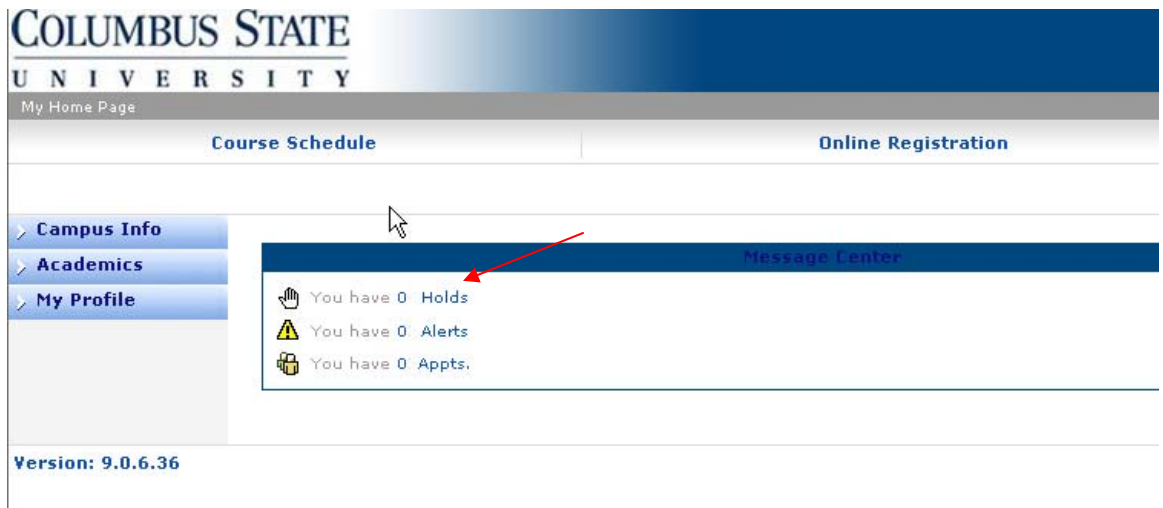 COLUMBUS STATE
UNIVERSITY
My Home Page
Course Schedule Online Registration
Campus Info
Academics
My Profile
Message Center
You have 0 Holds
You have 0 Alerts
You have 0 Appts.
Version: 9.0.6.36